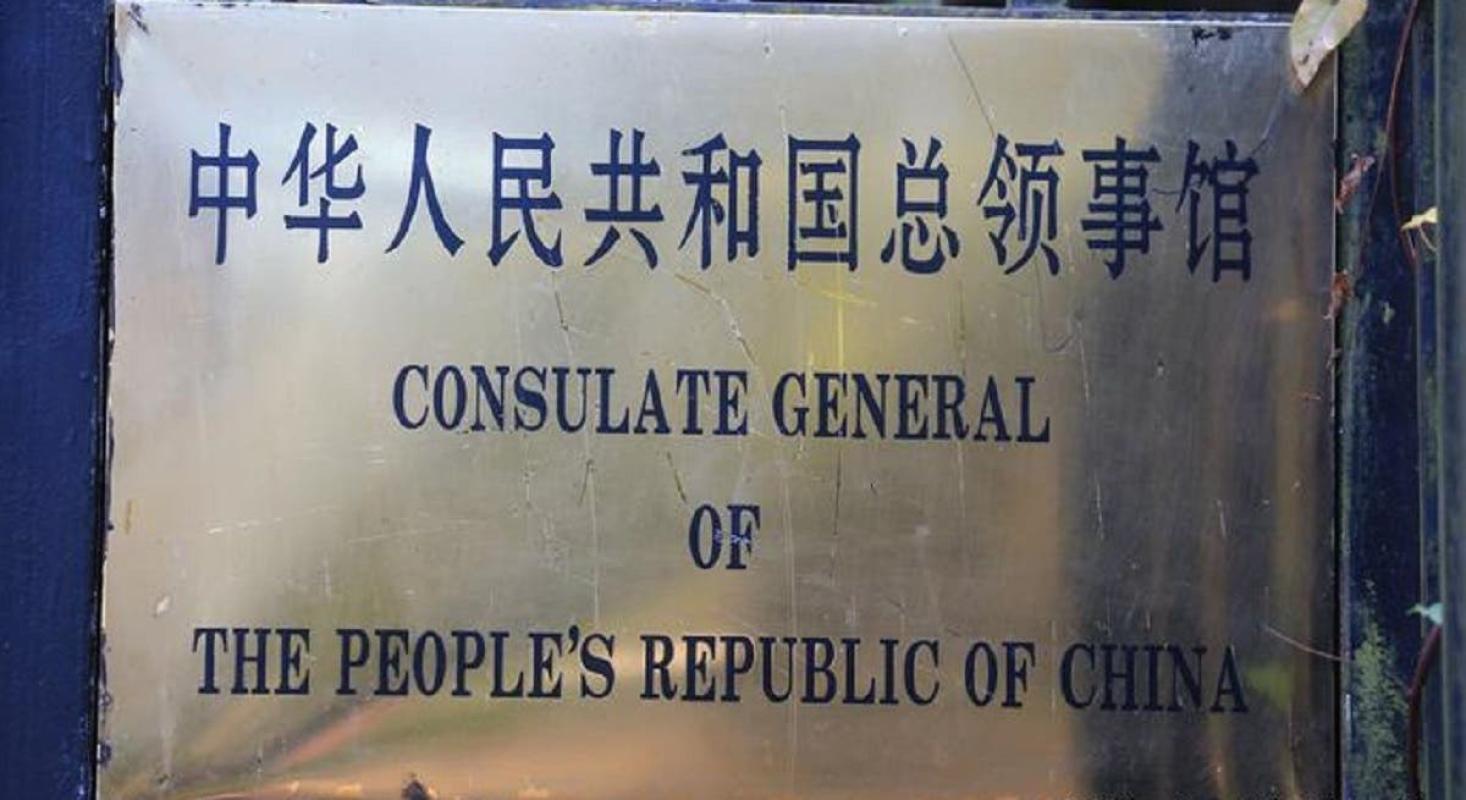 中华人民共和国总领事馆
CONSULATE GENERAL
OF
THE PEOPLE'S REPUBLIC OF CHINA